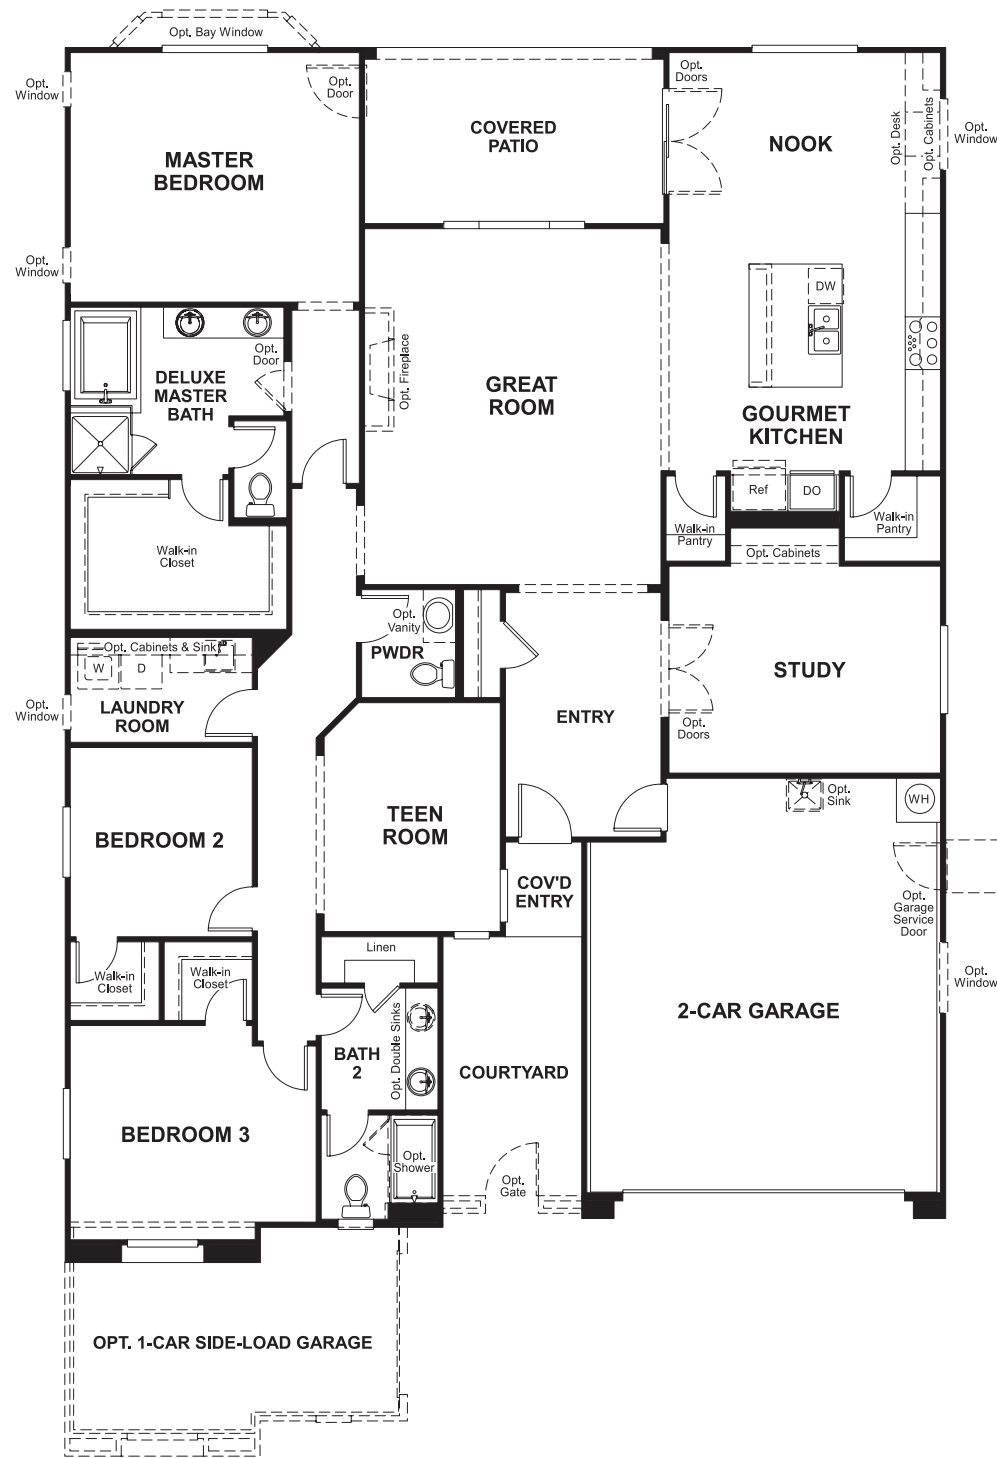 Opt. Bay Window
Opt.
Window
Opt.
Door
Opt.
Doors
COVERED
PATIO
NOOK
Opt. Desk
Opt. Cabinets
Opt.
Window
MASTER
BEDROOM
Opt.
Window
DW
Opt.
Door
DELUXE
MASTER
BATH
Opt. Fireplace
GREAT
ROOM
GOURMET
KITCHEN
Ref
DO
Walk-in
Pantry
Walk-in
Pantry
Walk-in
Closet
Opt. Cabinets
Opt.
Vanity
PWDR
Opt. Cabinets & Sink
W
D
LAUNDRY
ROOM
Opt.
Window
ENTRY
STUDY
Opt.
Doors
Opt.
Sink
WH
TEEN
ROOM
BEDROOM 2
COV'D
ENTRY
Opt.
Garage
Service
Door
Linen
Walk-in
Closet
Walk-in
Closet
Opt.
Window
2-CAR GARAGE
BATH
2
Opt. Double Sinks
COURTYARD
BEDROOM 3
Opt.
Shower
Opt.
Gate
OPT. 1-CAR SIDE-LOAD GARAGE